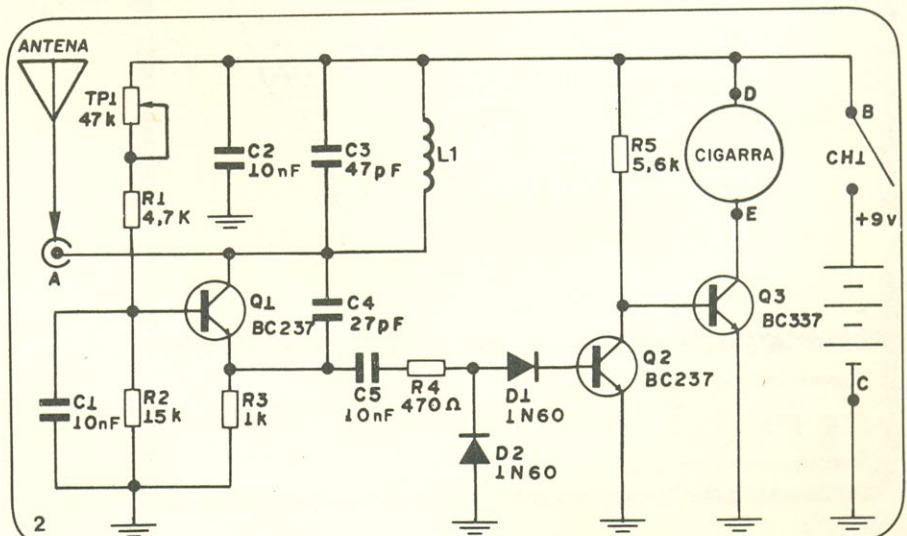 ANTENA
TP1
47k
R1
4,7K
A
C1
10nF
R2
15k
C2
10nF
C3
47pF
L1
Q1
BC237
C4
27pF
R3
1k
C5
10nF
R4
470Ω
D1
1N60
D2
1N60
R5
5,6k
Q2
BC237
D
CIGARRA
E
Q3
BC337
B
CH1
+9v
C
2